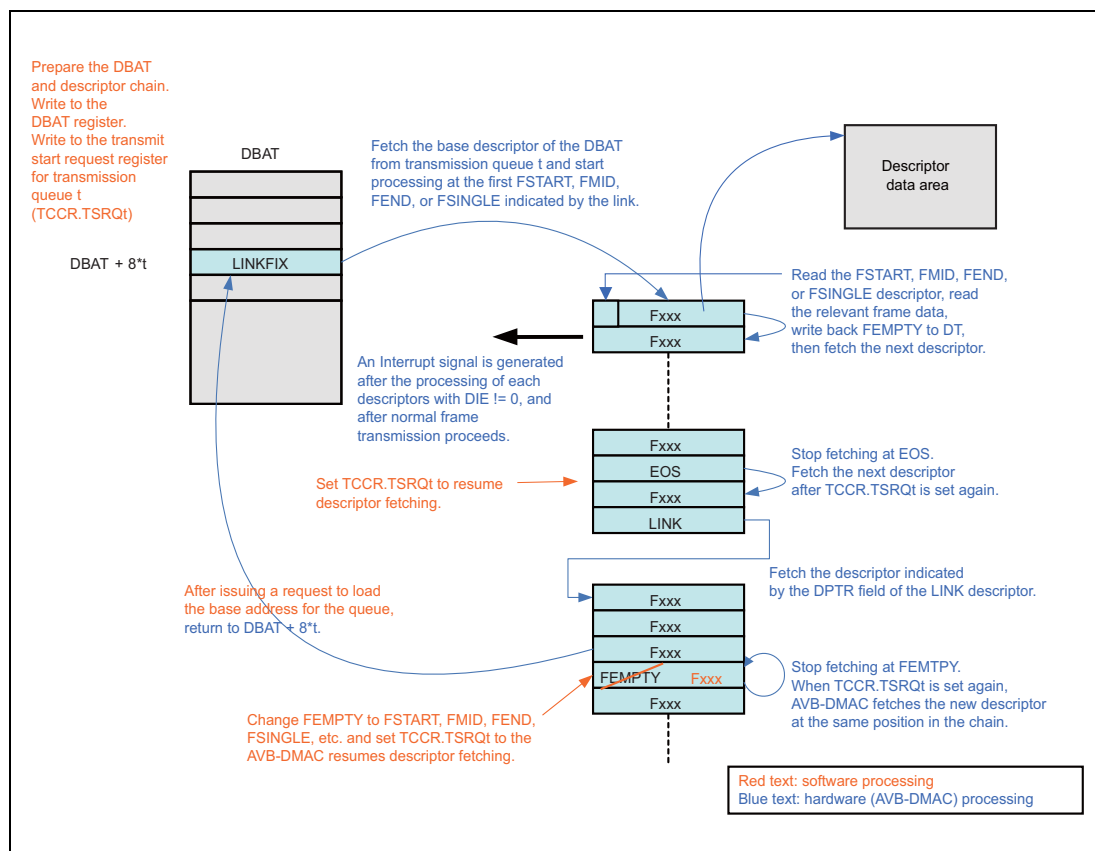 Prepare the DBAT
and descriptor chain.
Write to the
DBAT register.
Write to the transmit
start request register
for transmission
queue t
(TCCR.TSRQt)
DBAT
DBAT + 8*t
LINKFIX
Fetch the base descriptor of the DBAT
from transmission queue t and start
processing at the first FSTART, FMID,
FEND, or FSINGLE indicated by the link.
Descriptor
data area
Fxxx
Fxxx
Read the FSTART, FMID, FEND,
or FSINGLE descriptor, read
the relevant frame data,
write back FEMPTY to DT,
then fetch the next descriptor.
An Interrupt signal is generated
after the processing of each
descriptors with DIE != 0, and
after normal frame
transmission proceeds.
Fxxx
EOS
Fxxx
LINK
Stop fetching at EOS.
Fetch the next descriptor
after TCCR.TSRQt is set again.
Set TCCR.TSRQt to resume
descriptor fetching.
Fetch the descriptor indicated
by the DPTR field of the LINK descriptor.
After issuing a request to load
the base address for the queue,
return to DBAT + 8*t.
Fxxx
Fxxx
Fxxx
FEMPTY Fxxx
Fxxx
Stop fetching at FEMTPY.
When TCCR.TSRQt is set again,
AVB-DMAC fetches the new descriptor
at the same position in the chain.
Change FEMPTY to FSTART, FMID, FEND,
FSINGLE, etc. and set TCCR.TSRQt to the
AVB-DMAC resumes descriptor fetching.
Red text: software processing
Blue text: hardware (AVB-DMAC) processing